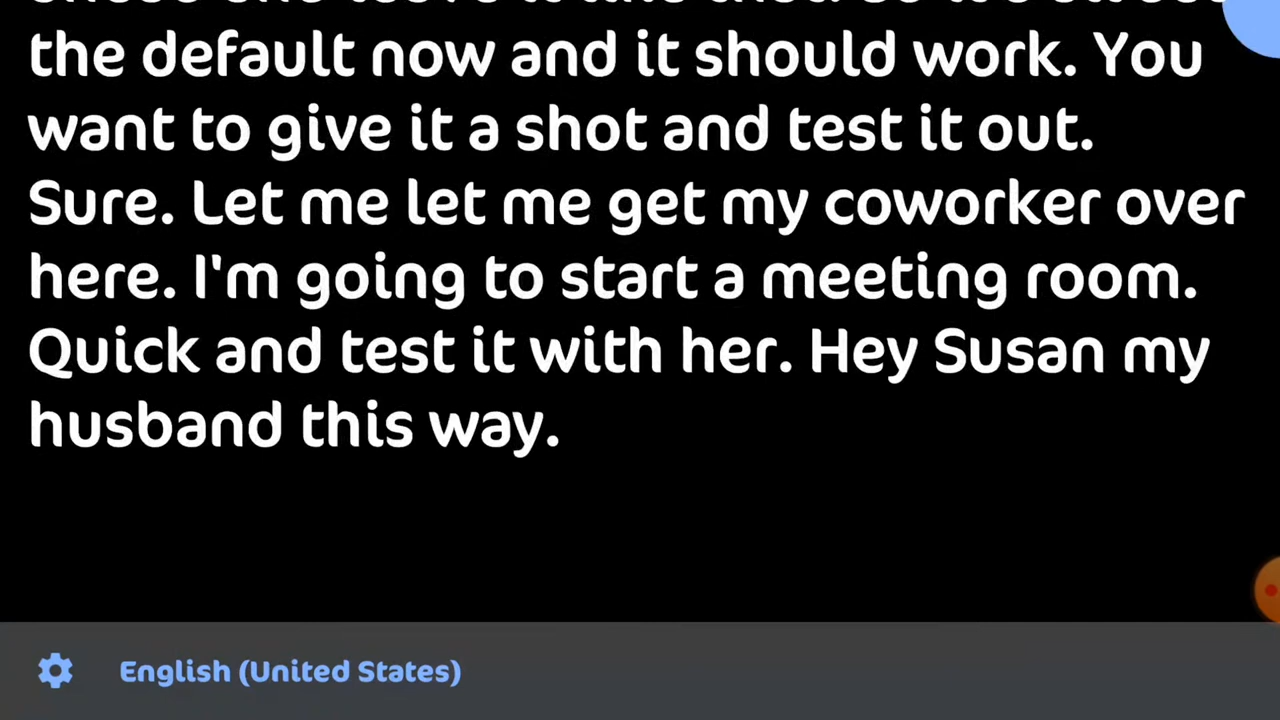 the default now and it should work. You
want to give it a shot and test it out.
Sure. Let me let me get my coworker over
here. I'm going to start a meeting room.
Quick and test it with her. Hey Susan my
husband this way.
English (United States)